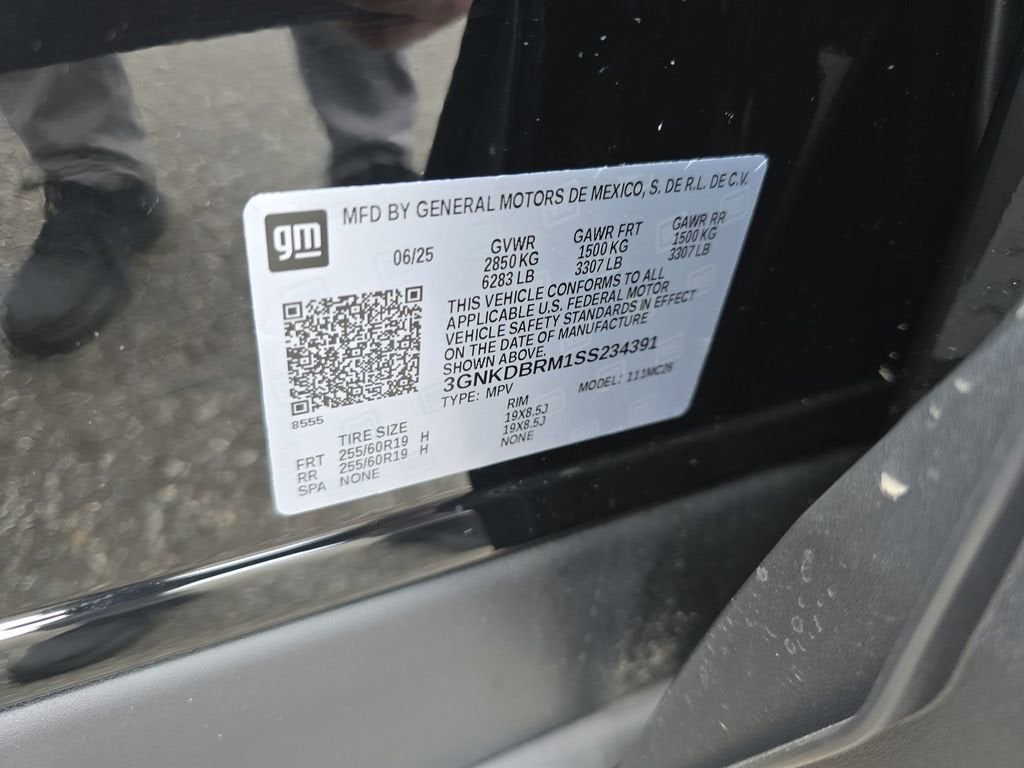 gm
MFD BY GENERAL MOTORS DE MEXICO, S. DE R.L. DE C.V.
06/25
GVWR
2850 KG
6283 LB
GAWR FRT
1500 KG
3307 LB
GAWR RR
1500 KG
3307 LB
THIS VEHICLE CONFORMS TO ALL
APPLICABLE U.S. FEDERAL MOTOR
VEHICLE SAFETY STANDARDS IN EFFECT
ON THE DATE OF MANUFACTURE
SHOWN ABOVE.
3GNKDBRM1SS234391
TYPE: MPV
MODEL: 111MC26
8555
TIRE SIZE
RIM
FRT 255/60R19 H 19X8.5J
RR 255/60R19 H 19X8.5J
SPA NONE NONE